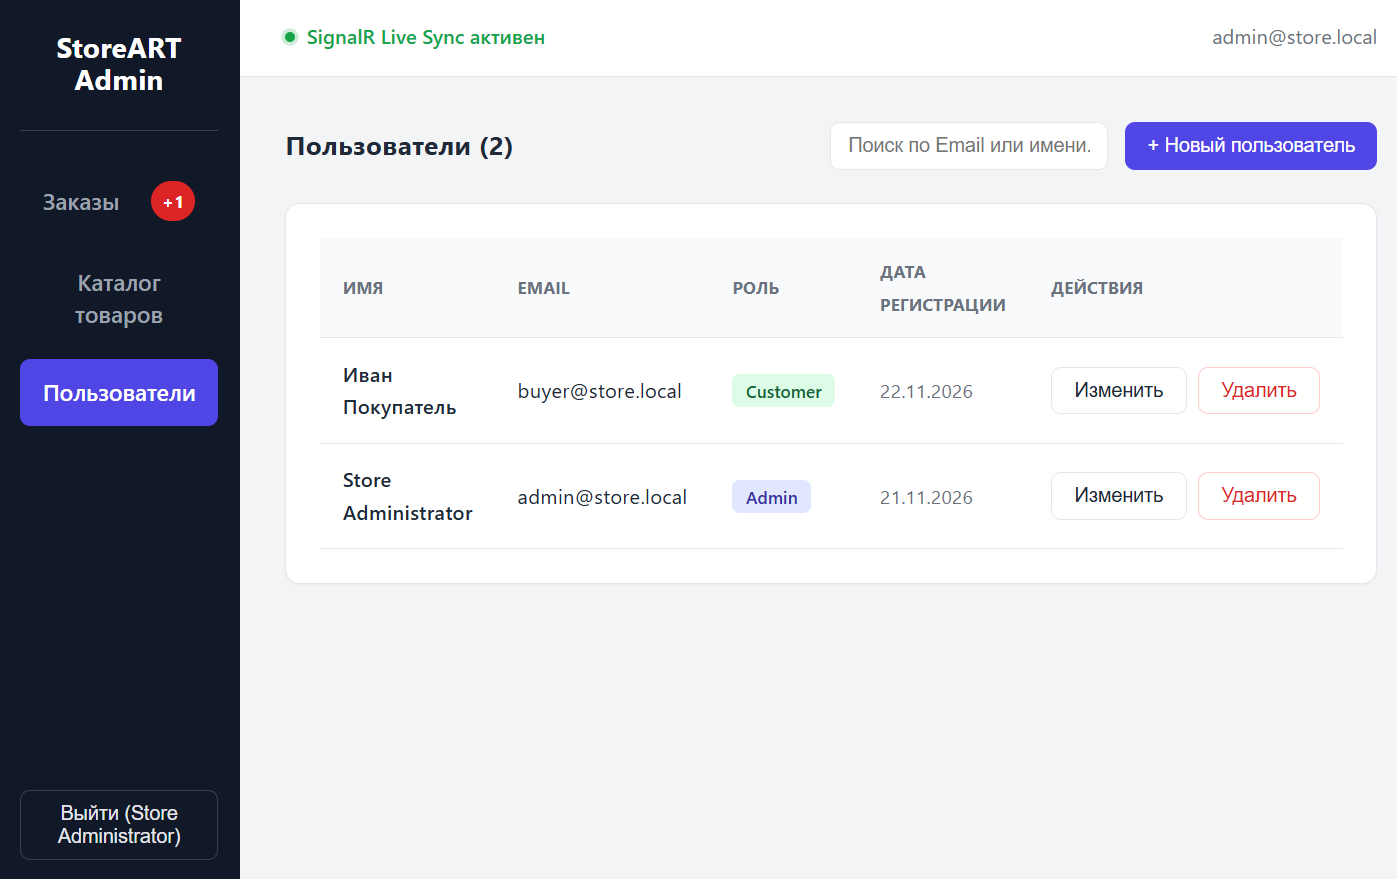 StoreART
Admin
Заказы +1
Каталог
товаров
Пользователи
Выйти (Store
Administrator)
SignalR Live Sync активен
admin@store.local
Пользователи (2)
Поиск по Email или имени.
+ Новый пользователь
ИМЯ EMAIL РОЛЬ ДАТА РЕГИСТРАЦИИ ДЕЙСТВИЯ
Иван
Покупатель
buyer@store.local Customer 22.11.2026 Изменить Удалить
Store
Administrator
admin@store.local Admin 21.11.2026 Изменить Удалить